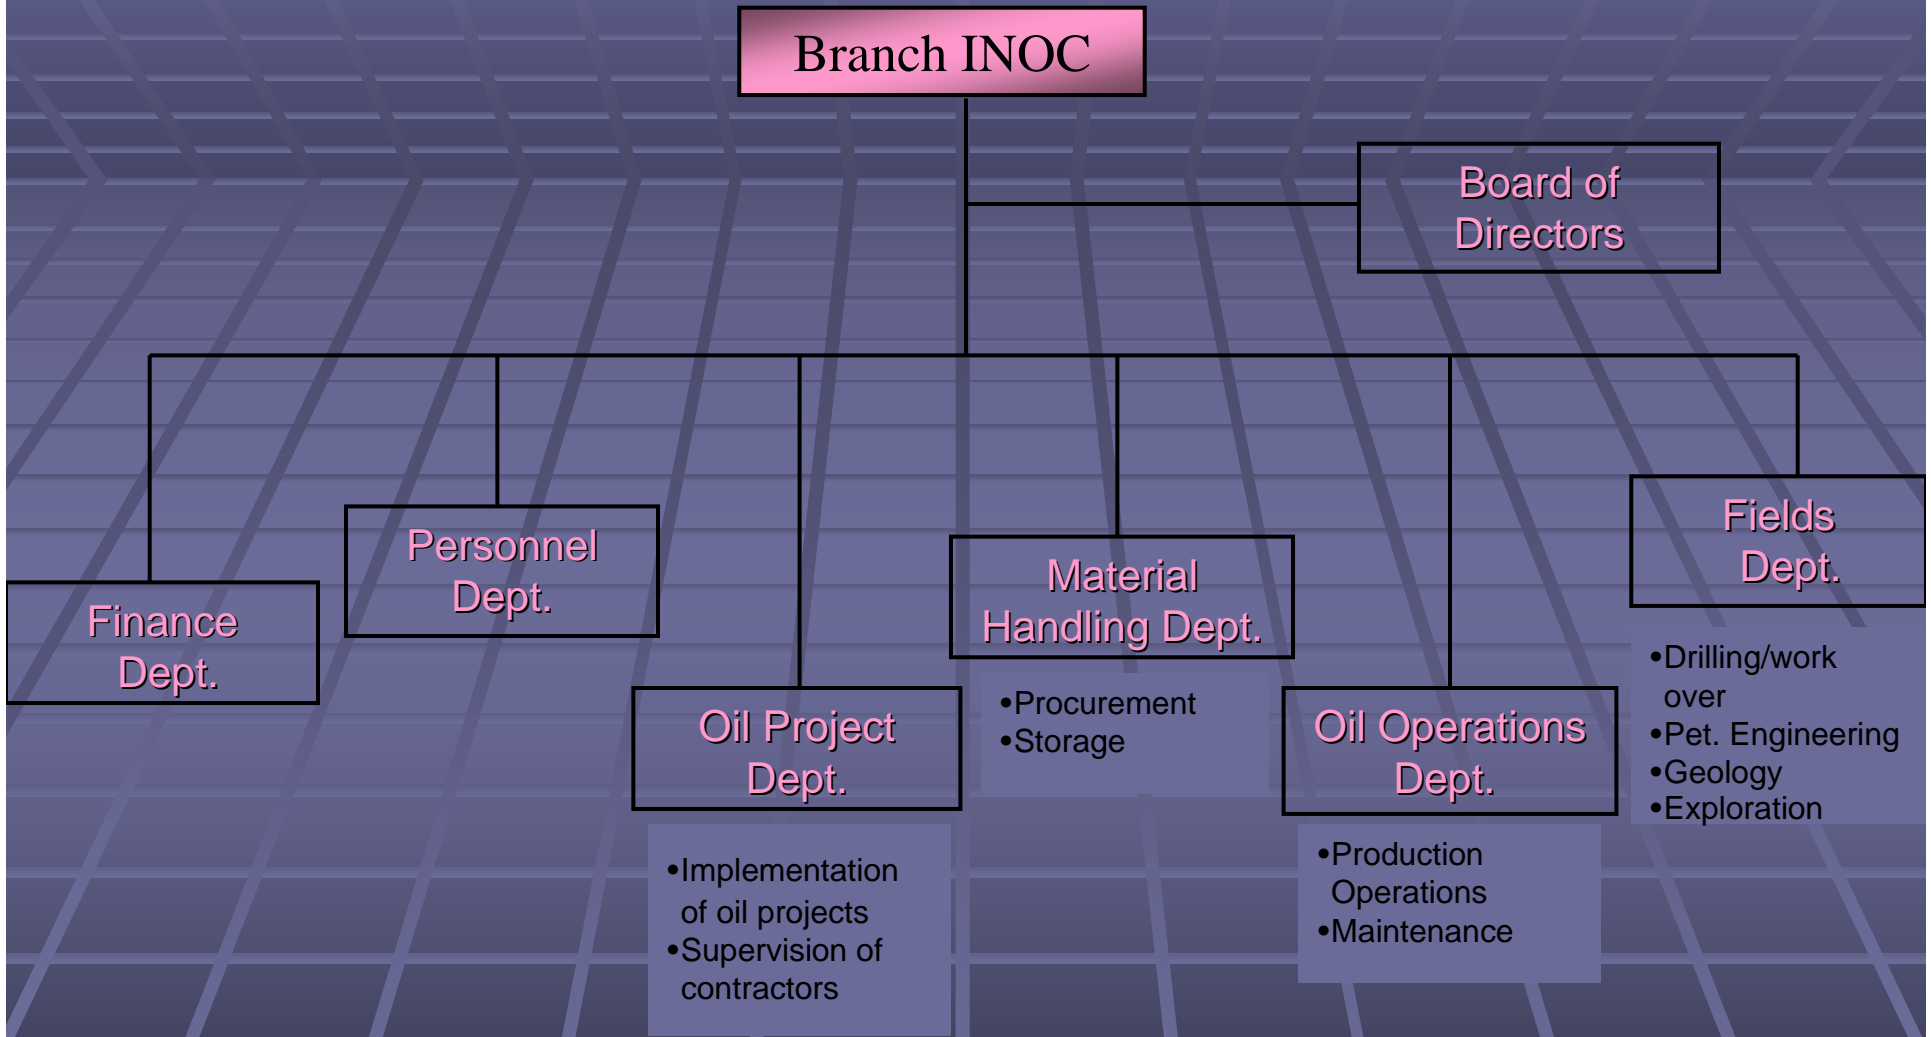 Branch INOC
Board of
Directors
Finance
Dept.
Personnel
Dept.
Oil Project
Dept.
•Implementation
of oil projects
•Supervision of
contractors
Material
Handling Dept.
•Procurement
•Storage
Oil Operations
Dept.
•Production
Operations
•Maintenance
Fields
Dept.
•Drilling/work
over
•Pet. Engineering
•Geology
•Exploration